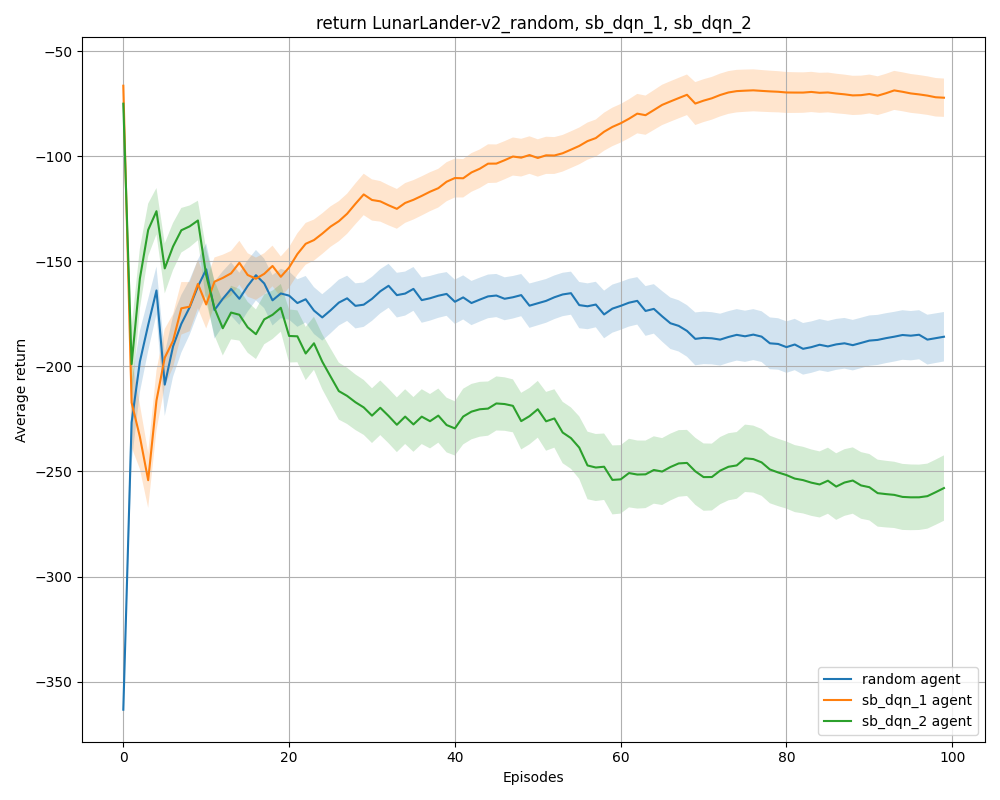 return LunarLander-v2_random, sb_dqn_1, sb_dqn_2
−50
−100
−150
−200
−250
−300
−350
Average return
0
20
40
60
80
100
Episodes
random agent
sb_dqn_1 agent
sb_dqn_2 agent